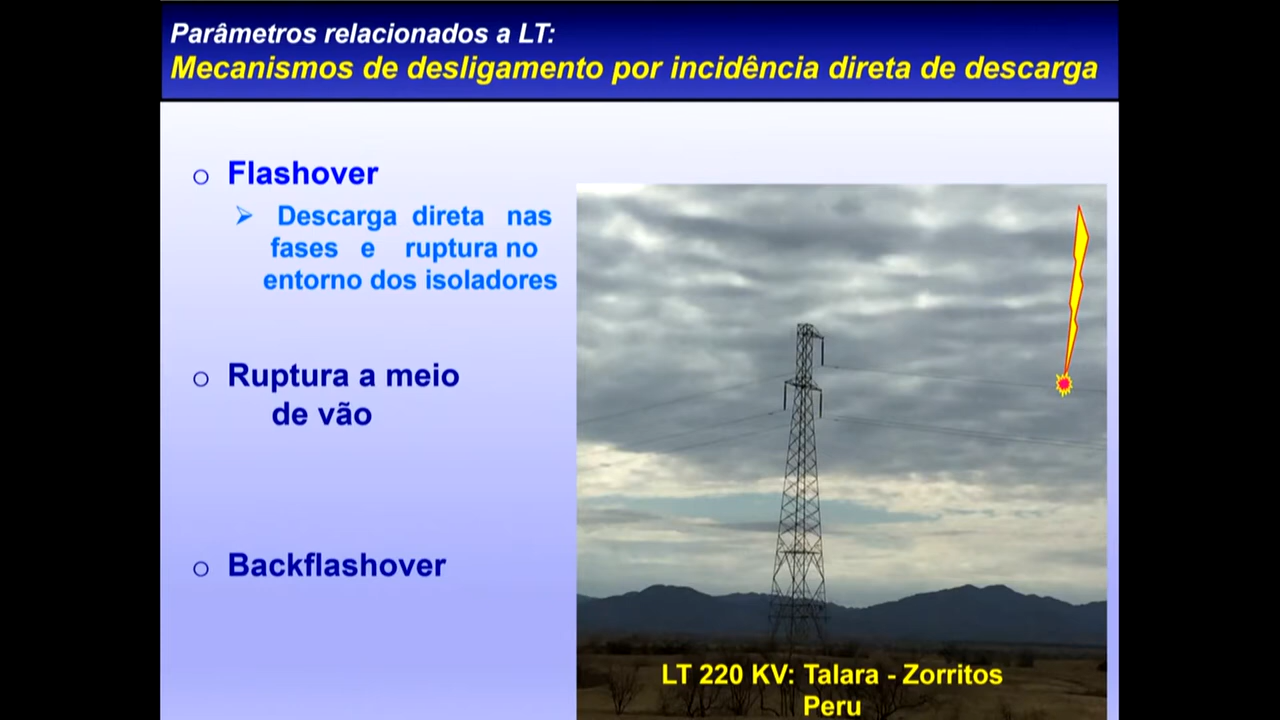 Parâmetros relacionados a LT:
Mecanismos de desligamento por incidência direta de descarga
o Flashover
➢ Descarga direta nas
fases e ruptura no
entorno dos isoladores
o Ruptura a meio
de vão
o Backflashover
LT 220 KV: Talara - Zorritos
Peru